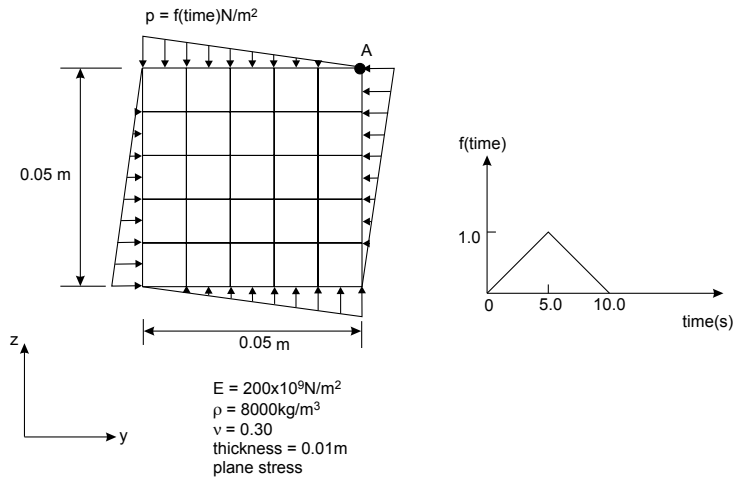 p = f(time)N/m²
A
0.05 m
0.05 m
z
y
E = 200x10⁹N/m²
ρ = 8000kg/m³
ν = 0.30
thickness = 0.01m
plane stress
f(time)
1.0
0
5.0
10.0
time(s)